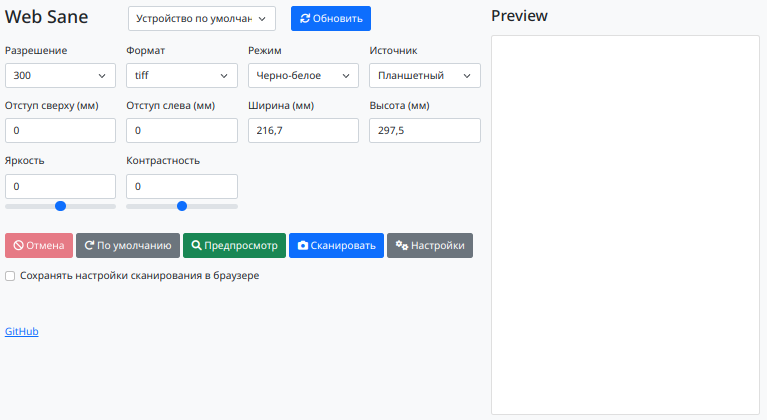 Web Sane
Устройство по умолчан
Обновить
Preview
Разрешение
Формат
Режим
Источник
300
tiff
Черно-белое
Планшетный
Отступ сверху (мм)
Отступ слева (мм)
Ширина (мм)
Высота (мм)
0
0
216,7
297,5
Яркость
Контрастность
0
0
Отмена
По умолчанию
Предпросмотр
Сканировать
Настройки
Сохранять настройки сканирования в браузере
GitHub